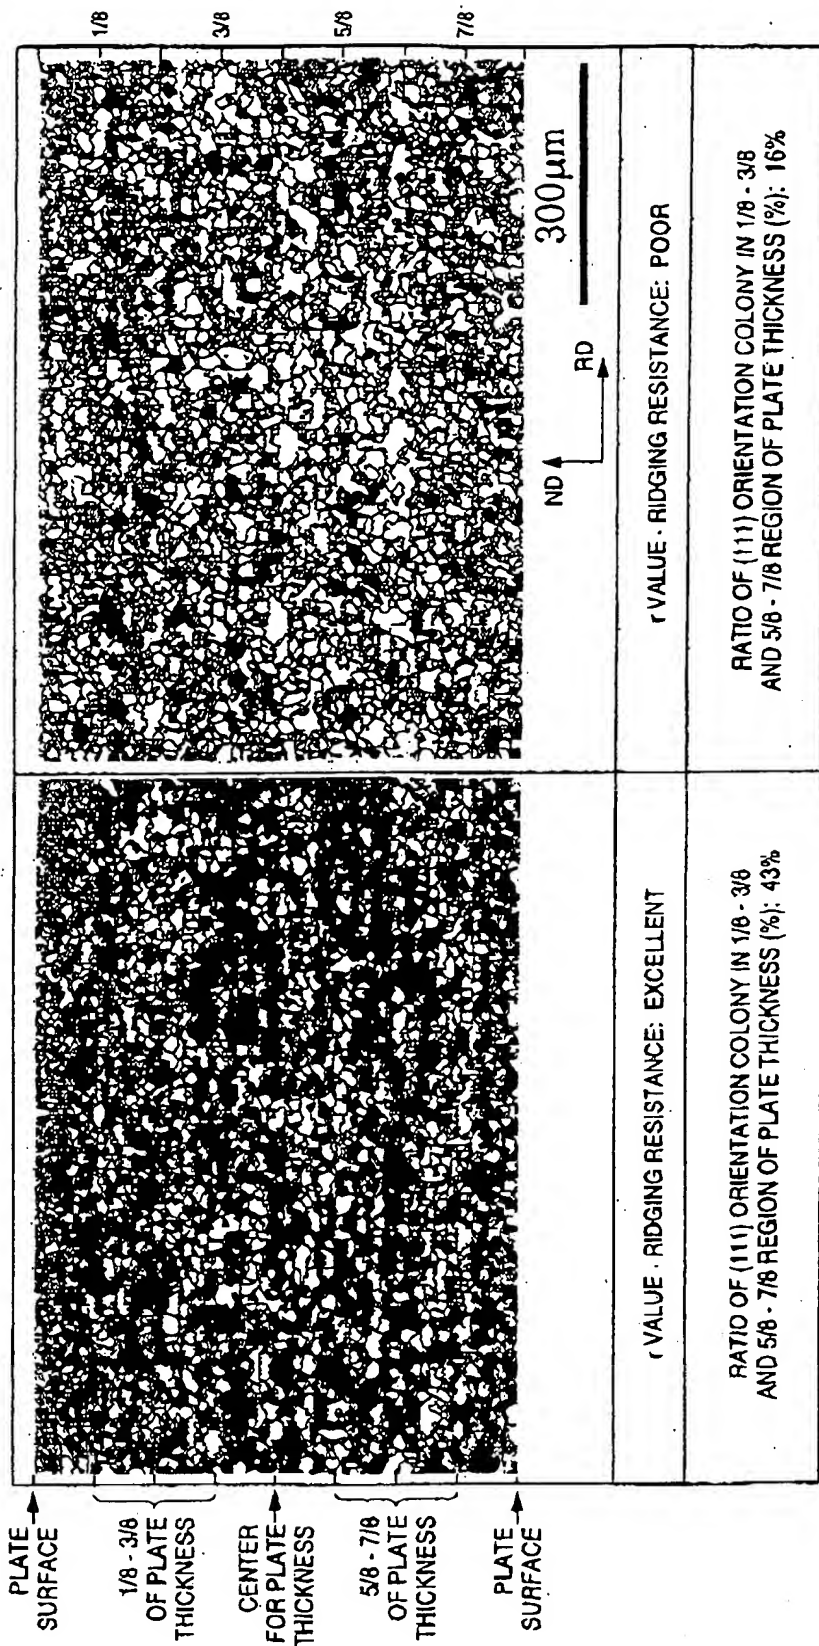 PLATE
SURFACE
1/8 - 3/8
OF PLATE
THICKNESS
CENTER
FOR PLATE
THICKNESS
5/8 - 7/8
OF PLATE
THICKNESS
PLATE
SURFACE
1/8
3/8
5/8
7/8
ND
RD
300μm
r VALUE · RIDGING RESISTANCE: EXCELLENT
r VALUE · RIDGING RESISTANCE: POOR
RATIO OF (111) ORIENTATION COLONY IN 1/8 - 3/8
AND 5/8 - 7/8 REGION OF PLATE THICKNESS (%): 43%
RATIO OF (111) ORIENTATION COLONY IN 1/8 - 3/8
AND 5/8 - 7/8 REGION OF PLATE THICKNESS (%): 16%